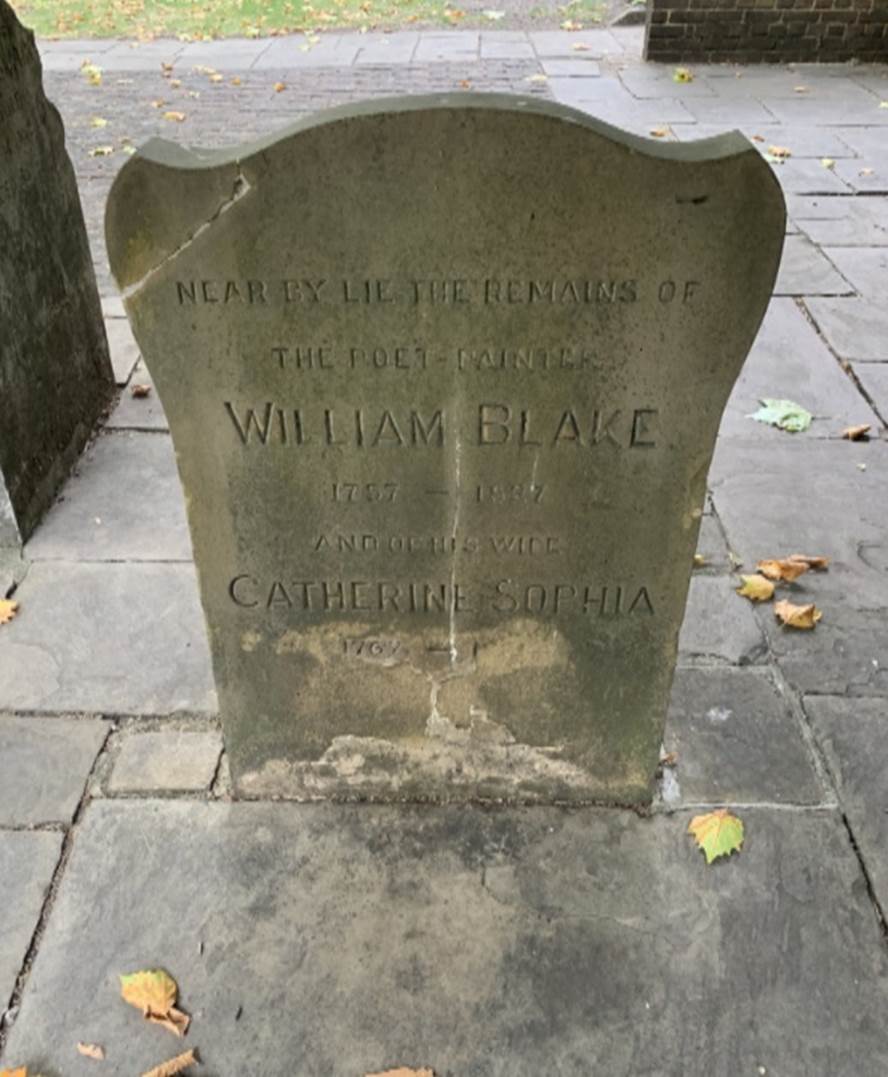 NEAR BY LIE THE REMAINS OF
THE POET-PAINTER
WILLIAM BLAKE
1757 — 1827
AND OF HIS WIFE
CATHERINE SOPHIA
1762 — 1